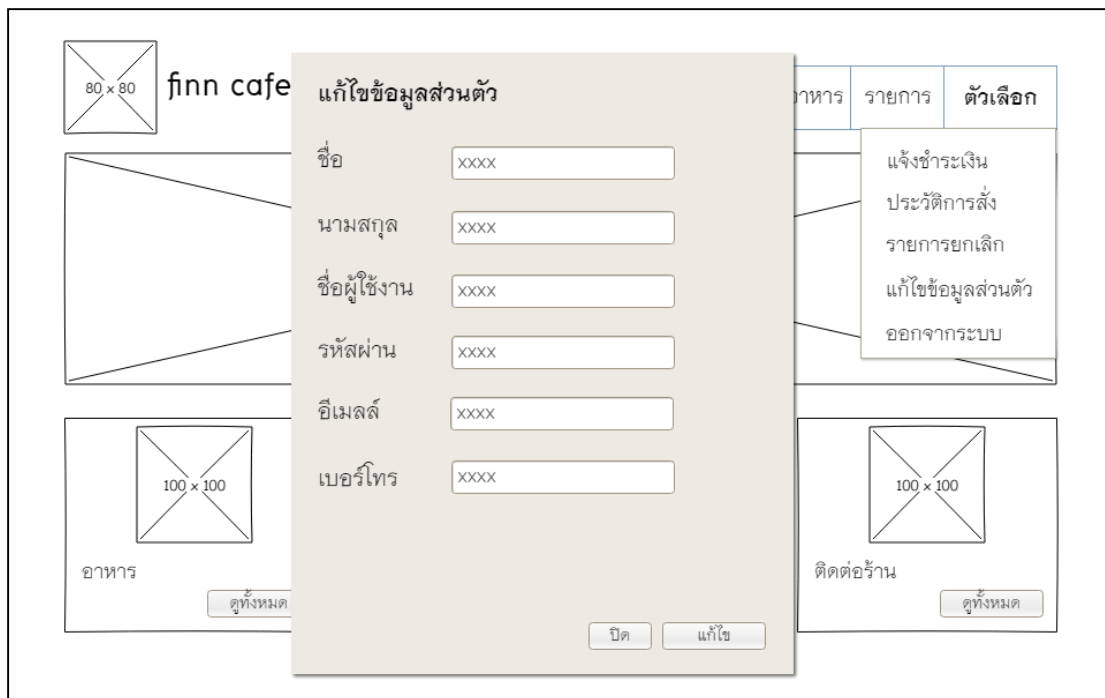 80 x 80
finn cafe
รายการ
ตัวเลือก
แจ้งชำระเงิน
ประวัติการสั่ง
รายการยกเลิก
แก้ไขข้อมูลส่วนตัว
ออกจากระบบ
แก้ไขข้อมูลส่วนตัว
ชื่อ xxxx
นามสกุล xxxx
ชื่อผู้ใช้งาน xxxx
รหัสผ่าน xxxx
อีเมลล์ xxxx
เบอร์โทร xxxx
ปิด แก้ไข
100 x 100
อาหาร
ดูทั้งหมด
100 x 100
ติดต่อร้าน
ดูทั้งหมด